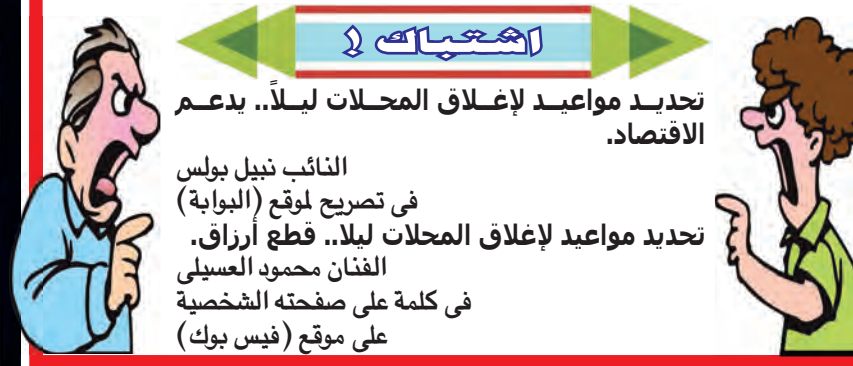 اشتباك !
تحديد مواعيد لإغلاق المحلات ليلاً.. يدعم
الاقتصاد.
النائب نبيل بولس
فى تصريح لموقع (البوابة)
تحديد مواعيد لإغلاق المحلات ليلا.. قطع أرزاق.
الفنان محمود العسيلى
فى كلمة على صفحته الشخصية
على موقع (فيس بوك)